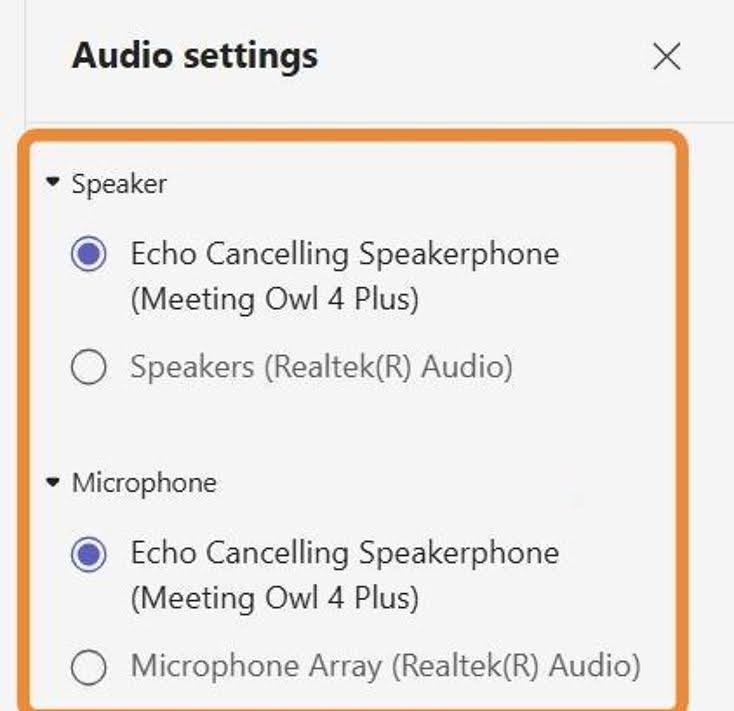 Audio settings
Speaker
Echo Cancelling Speakerphone
(Meeting Owl 4 Plus)
Speakers (Realtek(R) Audio)
Microphone
Echo Cancelling Speakerphone
(Meeting Owl 4 Plus)
Microphone Array (Realtek(R) Audio)